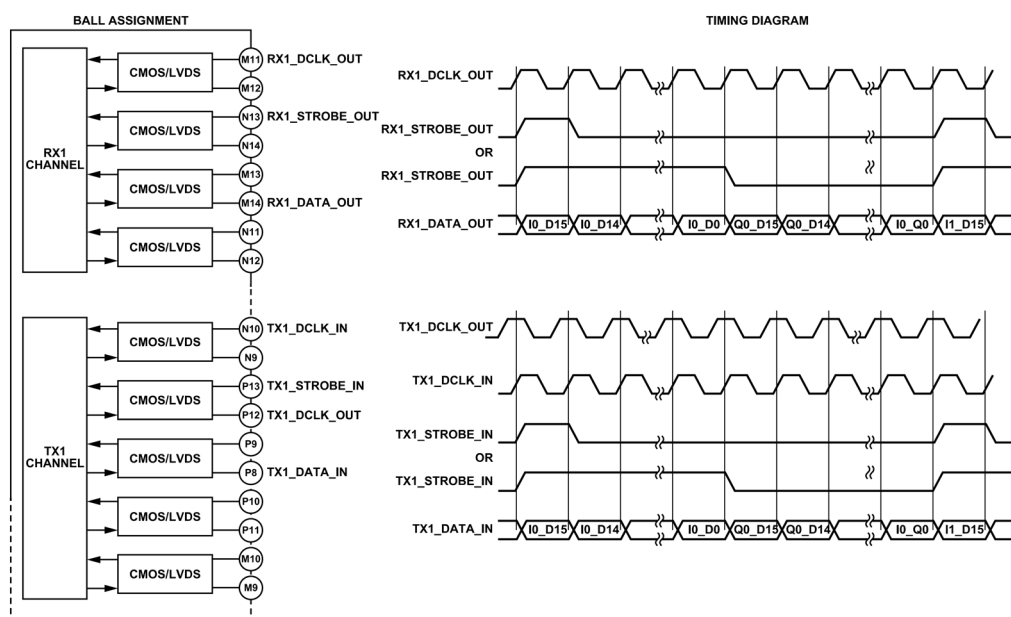 BALL ASSIGNMENT
TIMING DIAGRAM
RX1
CHANNEL
CMOS/LVDS
M11
RX1_DCLK_OUT
M12
CMOS/LVDS
N13
RX1_STROBE_OUT
N14
CMOS/LVDS
M13
M14
RX1_DATA_OUT
CMOS/LVDS
N11
N12
RX1_DCLK_OUT
RX1_STROBE_OUT
OR
RX1_STROBE_OUT
RX1_DATA_OUT
I0_D15 I0_D14 I0_D0 Q0_D15 Q0_D14 I0_Q0 I1_D15
TX1
CHANNEL
CMOS/LVDS
N10
TX1_DCLK_IN
N9
CMOS/LVDS
P13
TX1_STROBE_IN
P12
TX1_DCLK_OUT
CMOS/LVDS
P9
P8
TX1_DATA_IN
CMOS/LVDS
P10
P11
CMOS/LVDS
M10
M9
TX1_DCLK_OUT
TX1_DCLK_IN
TX1_STROBE_IN
OR
TX1_STROBE_IN
TX1_DATA_IN
I0_D15 I0_D14 I0_D0 Q0_D15 Q0_D14 I0_Q0 I1_D15